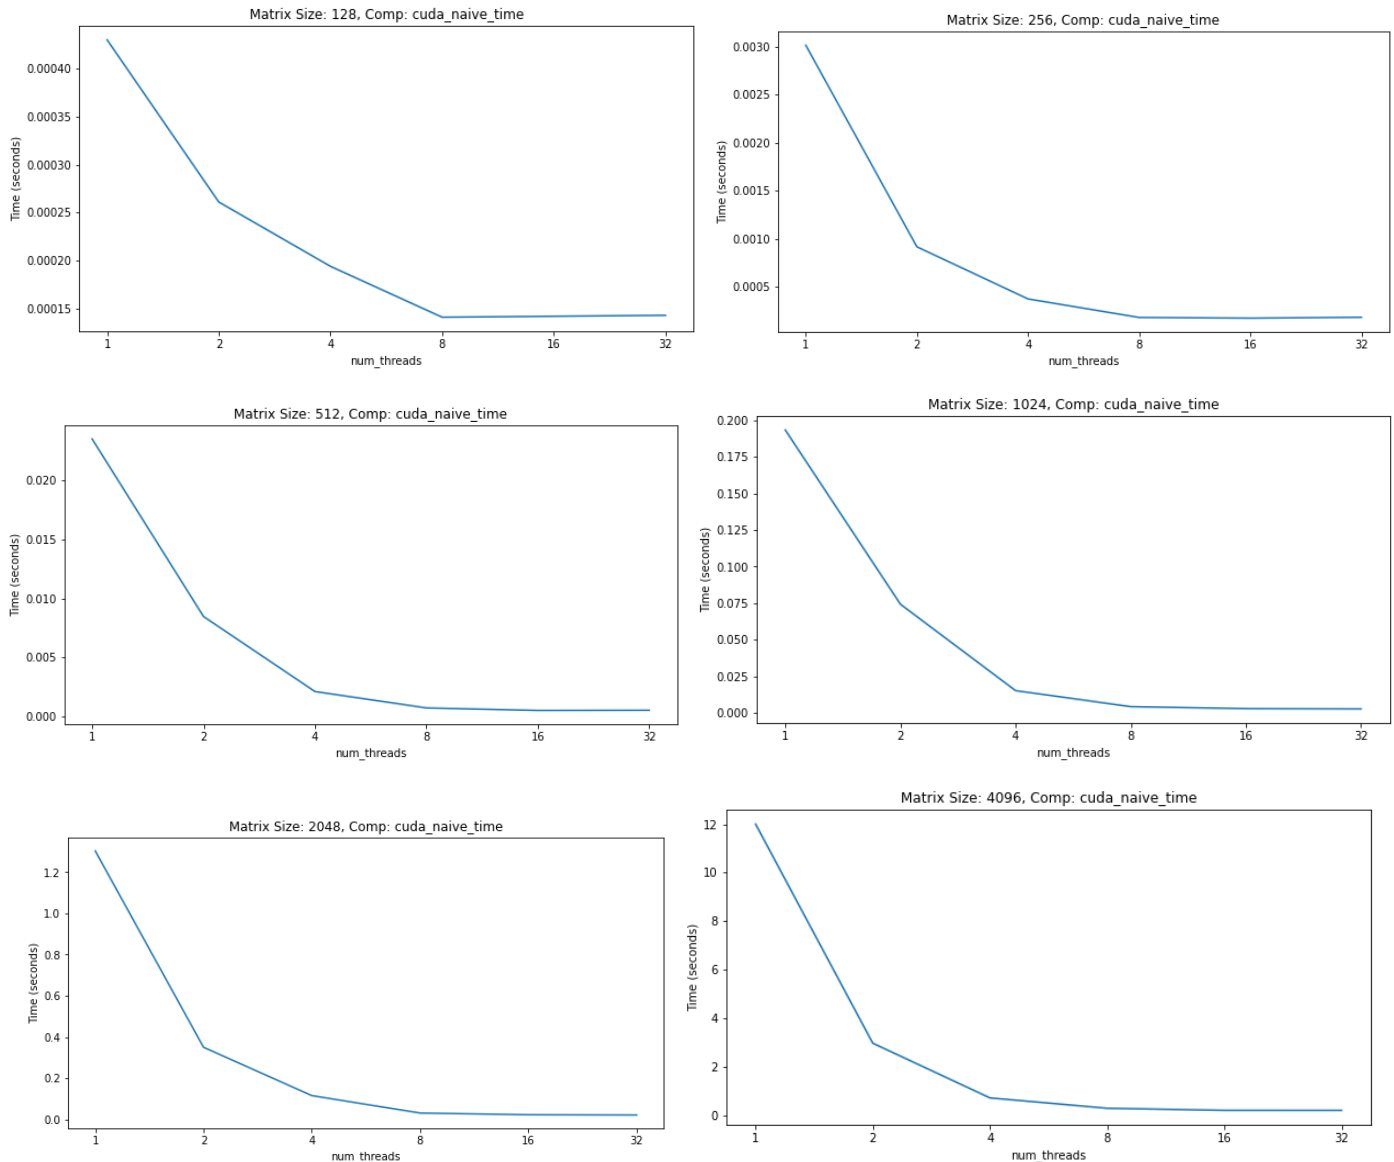 Matrix Size: 128, Comp: cuda_naive_time
0.00040
0.00035
0.00030
0.00025
0.00020
0.00015
Time (seconds)
1 2 4 8 16 32
num_threads
Matrix Size: 256, Comp: cuda_naive_time
0.0030
0.0025
0.0020
0.0015
0.0010
0.0005
Time (seconds)
1 2 4 8 16 32
num_threads
Matrix Size: 512, Comp: cuda_naive_time
0.020
0.015
0.010
0.005
0.000
Time (seconds)
1 2 4 8 16 32
num_threads
Matrix Size: 1024, Comp: cuda_naive_time
0.200
0.175
0.150
0.125
0.100
0.075
0.050
0.025
0.000
Time (seconds)
1 2 4 8 16 32
num_threads
Matrix Size: 2048, Comp: cuda_naive_time
1.2
1.0
0.8
0.6
0.4
0.2
0.0
Time (seconds)
1 2 4 8 16 32
num_threads
Matrix Size: 4096, Comp: cuda_naive_time
12
10
8
6
4
2
0
Time (seconds)
1 2 4 8 16 32
num_threads